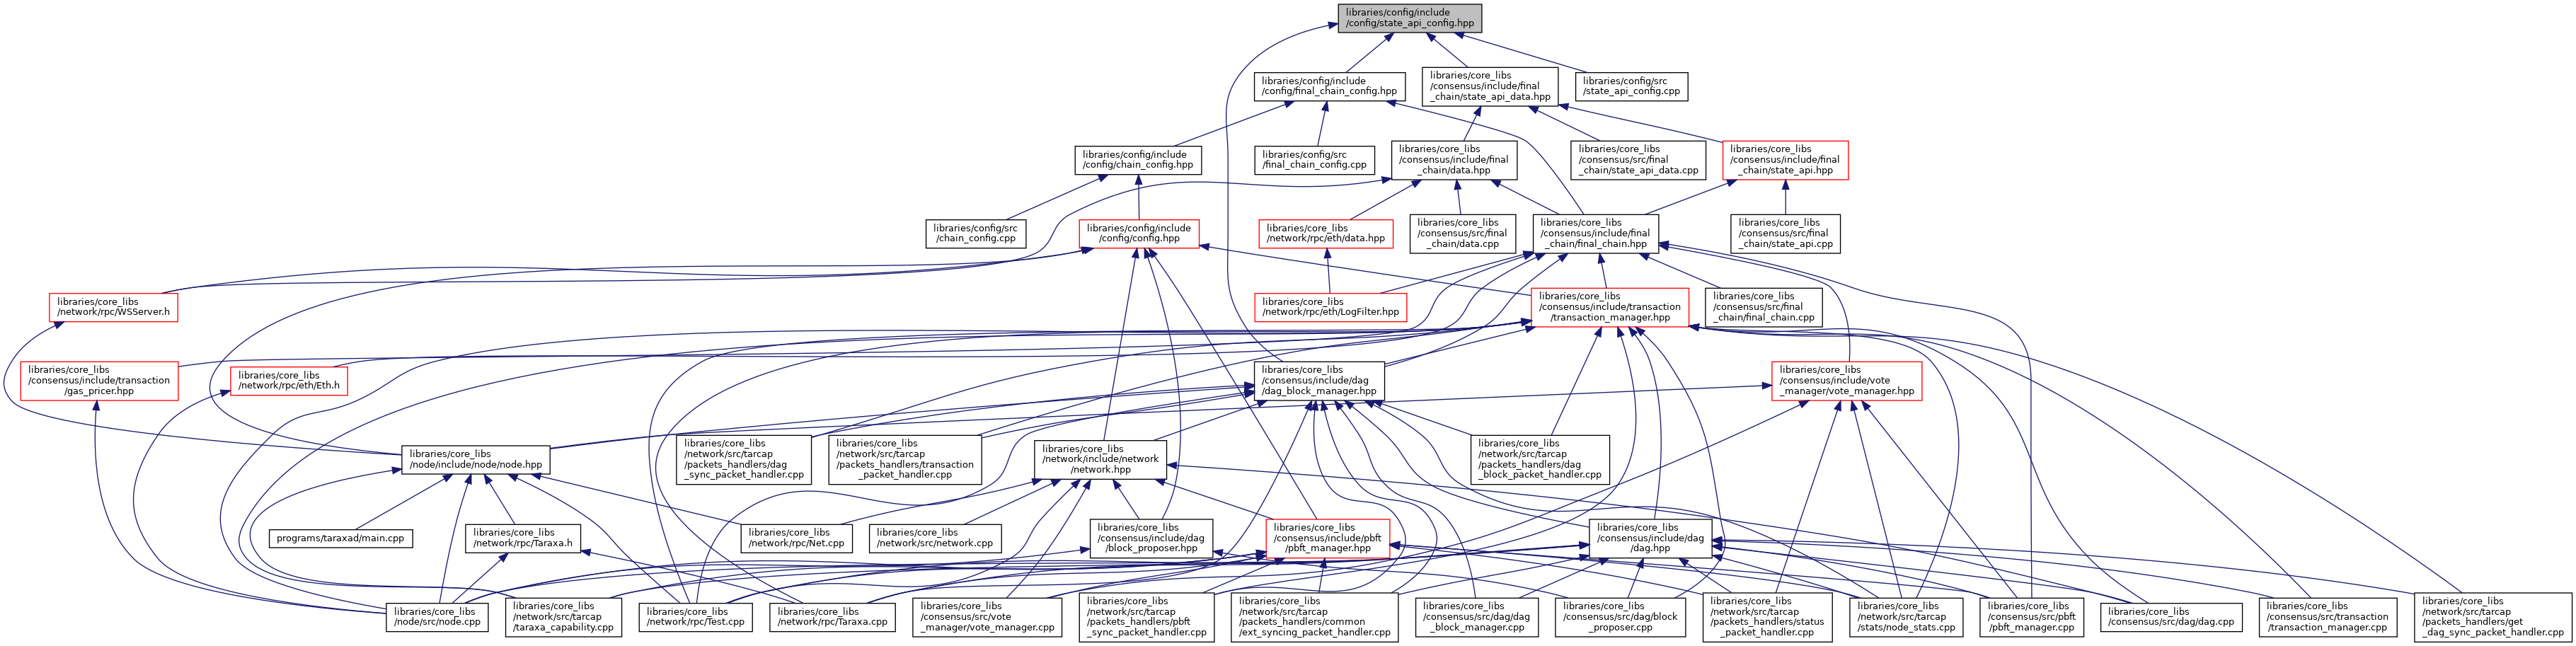 libraries/config/include
/config/state_api_config.hpp
libraries/config/include
/config/final_chain_config.hpp
libraries/core_libs
/consensus/include/final
_chain/state_api_data.hpp
libraries/config/src
/state_api_config.cpp
libraries/config/include
/config/chain_config.hpp
libraries/config/src
/final_chain_config.cpp
libraries/core_libs
/consensus/include/final
_chain/data.hpp
libraries/core_libs
/consensus/src/final
_chain/state_api_data.cpp
libraries/core_libs
/consensus/include/final
_chain/state_api.hpp
libraries/config/src
/chain_config.cpp
libraries/config/include
/config/config.hpp
libraries/core_libs
/network/rpc/eth/data.hpp
libraries/core_libs
/consensus/src/final
_chain/data.cpp
libraries/core_libs
/consensus/include/final
_chain/final_chain.hpp
libraries/core_libs
/consensus/src/final
_chain/state_api.cpp
libraries/core_libs
/network/rpc/WSServer.h
libraries/core_libs
/network/rpc/eth/LogFilter.hpp
libraries/core_libs
/consensus/include/transaction
/transaction_manager.hpp
libraries/core_libs
/consensus/src/final
_chain/final_chain.cpp
libraries/core_libs
/consensus/include/transaction
/gas_pricer.hpp
libraries/core_libs
/network/rpc/eth/Eth.h
libraries/core_libs
/consensus/include/dag
/dag_block_manager.hpp
libraries/core_libs
/consensus/include/vote
_manager/vote_manager.hpp
libraries/core_libs
/node/include/node/node.hpp
libraries/core_libs
/network/src/tarcap
/packets_handlers/dag
_sync_packet_handler.cpp
libraries/core_libs
/network/src/tarcap
/packets_handlers/transaction
_packet_handler.cpp
libraries/core_libs
/network/include/network
/network.hpp
libraries/core_libs
/network/src/tarcap
/packets_handlers/dag
_block_packet_handler.cpp
programs/taraxad/main.cpp
libraries/core_libs
/network/rpc/Taraxa.h
libraries/core_libs
/network/rpc/Net.cpp
libraries/core_libs
/network/src/network.cpp
libraries/core_libs
/consensus/include/dag
/block_proposer.hpp
libraries/core_libs
/consensus/include/pbft
/pbft_manager.hpp
libraries/core_libs
/consensus/include/dag
/dag.hpp
libraries/core_libs
/node/src/node.cpp
libraries/core_libs
/network/src/tarcap
/taraxa_capability.cpp
libraries/core_libs
/network/rpc/Test.cpp
libraries/core_libs
/network/rpc/Taraxa.cpp
libraries/core_libs
/consensus/src/vote
_manager/vote_manager.cpp
libraries/core_libs
/network/src/tarcap
/packets_handlers/pbft
_sync_packet_handler.cpp
libraries/core_libs
/network/src/tarcap
/packets_handlers/common
/ext_syncing_packet_handler.cpp
libraries/core_libs
/consensus/src/dag/dag
_block_manager.cpp
libraries/core_libs
/consensus/src/dag/block
_proposer.cpp
libraries/core_libs
/network/src/tarcap
/packets_handlers/status
_packet_handler.cpp
libraries/core_libs
/network/src/tarcap
/stats/node_stats.cpp
libraries/core_libs
/consensus/src/pbft
/pbft_manager.cpp
libraries/core_libs
/consensus/src/dag/dag.cpp
libraries/core_libs
/consensus/src/transaction
/transaction_manager.cpp
libraries/core_libs
/network/src/tarcap
/packets_handlers/get
_dag_sync_packet_handler.cpp